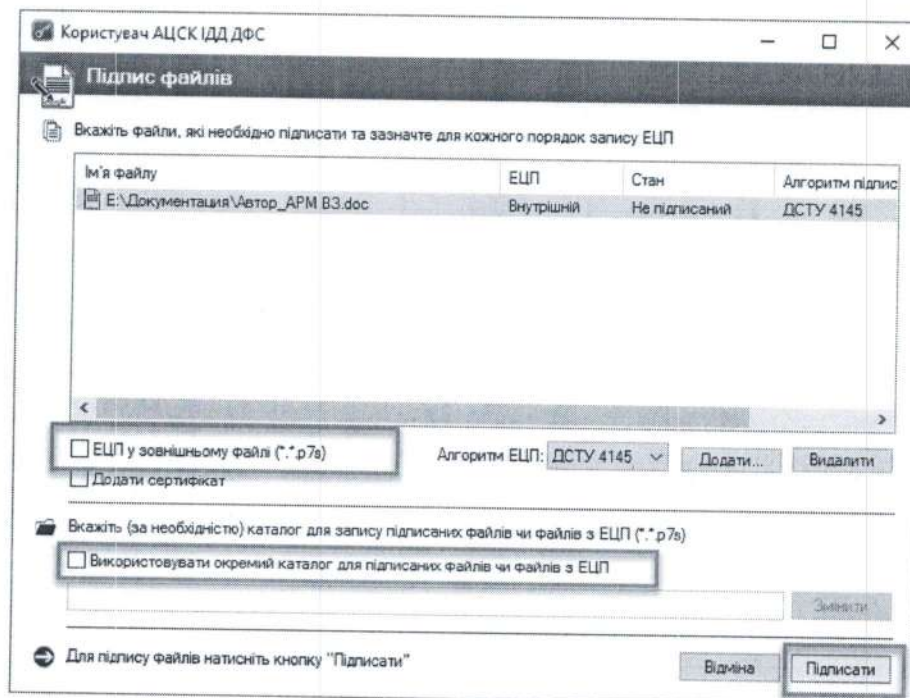 Користувач АЦСК ІДД ДФС
Підпис файлів
Вкажіть файли, які необхідно підписати та зазначте для кожного порядок запису ЕЦП
Ім'я файлу ЕЦП Стан Алгоритм підпис
E:\Документация\Автор_АРМ ВЗ.doc Внутрішній Не підписаний ДСТУ 4145
ЕЦП у зовнішньому файлі (*.*.p7s) Алгоритм ЕЦП: ДСТУ 4145 Додати... Видалити
Додати сертифікат
Вкажіть (за необхідністю) каталог для запису підписаних файлів чи файлів з ЕЦП (*.*.p7s)
Використовувати окремий каталог для підписаних файлів чи файлів з ЕЦП
Змінити
Для підпису файлів натисніть кнопку "Підписати" Відміна Підписати